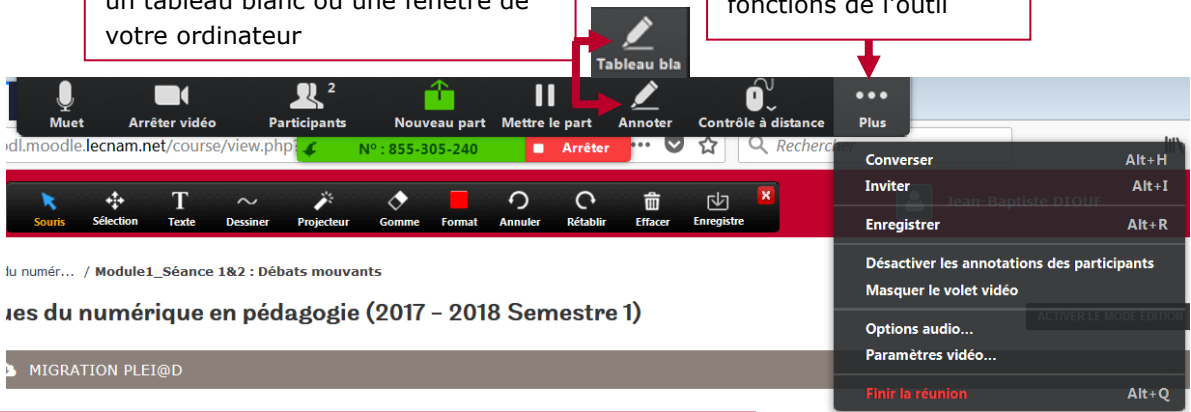 un tableau blanc ou une fenêtre de
votre ordinateur
fonctions de l'outil
Tableau bla
Muet Arrêter vidéo Participants 2 Nouveau part Mettre le part Annoter Contrôle à distance Plus
dl.moodle.lecnam.net/course/view.php?
N° : 855-305-240 Arrêter
Rechercher
Souris Sélection Texte Dessiner Projecteur Gomme Format Annuler Rétablir Effacer Enregistre
Jean-Baptiste DIOUF
Converser Alt+H
Inviter Alt+I
Enregistrer Alt+R
Désactiver les annotations des participants
Masquer le volet vidéo
ACTIVER LE MODE ÉDITION
Options audio...
Paramètres vidéo...
Finir la réunion Alt+Q
du numér... / Module1_Séance 1&2 : Débats mouvants
ues du numérique en pédagogie (2017 – 2018 Semestre 1)
MIGRATION PLEI@D